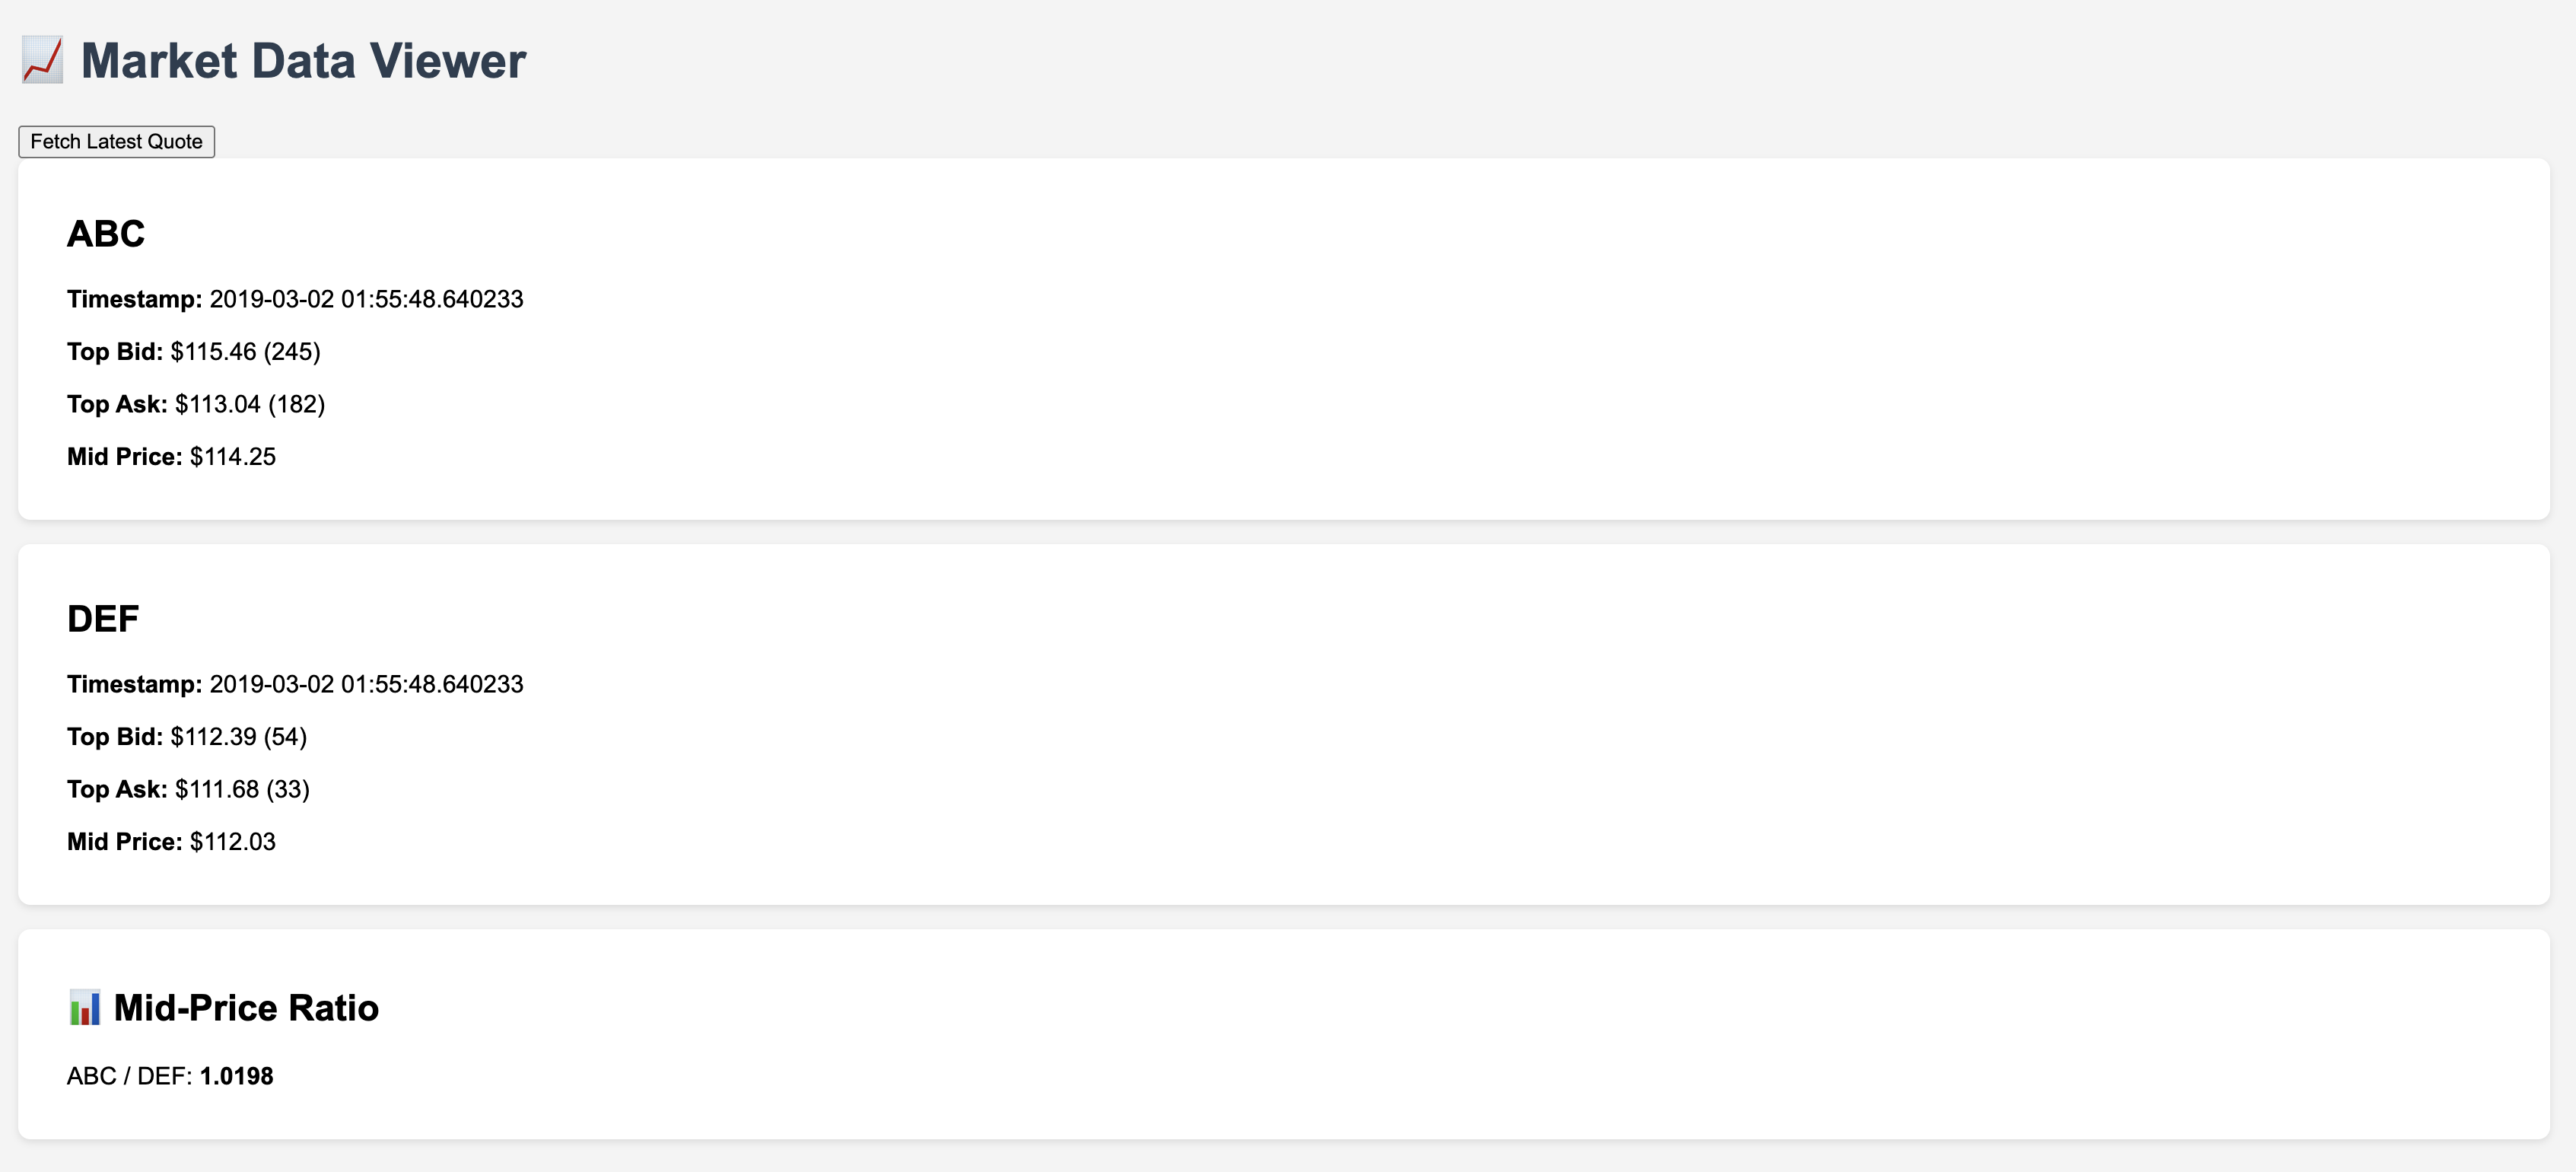 📈 Market Data Viewer
Fetch Latest Quote
ABC
Timestamp: 2019-03-02 01:55:48.640233
Top Bid: $115.46 (245)
Top Ask: $113.04 (182)
Mid Price: $114.25
DEF
Timestamp: 2019-03-02 01:55:48.640233
Top Bid: $112.39 (54)
Top Ask: $111.68 (33)
Mid Price: $112.03
📊 Mid-Price Ratio
ABC / DEF: 1.0198